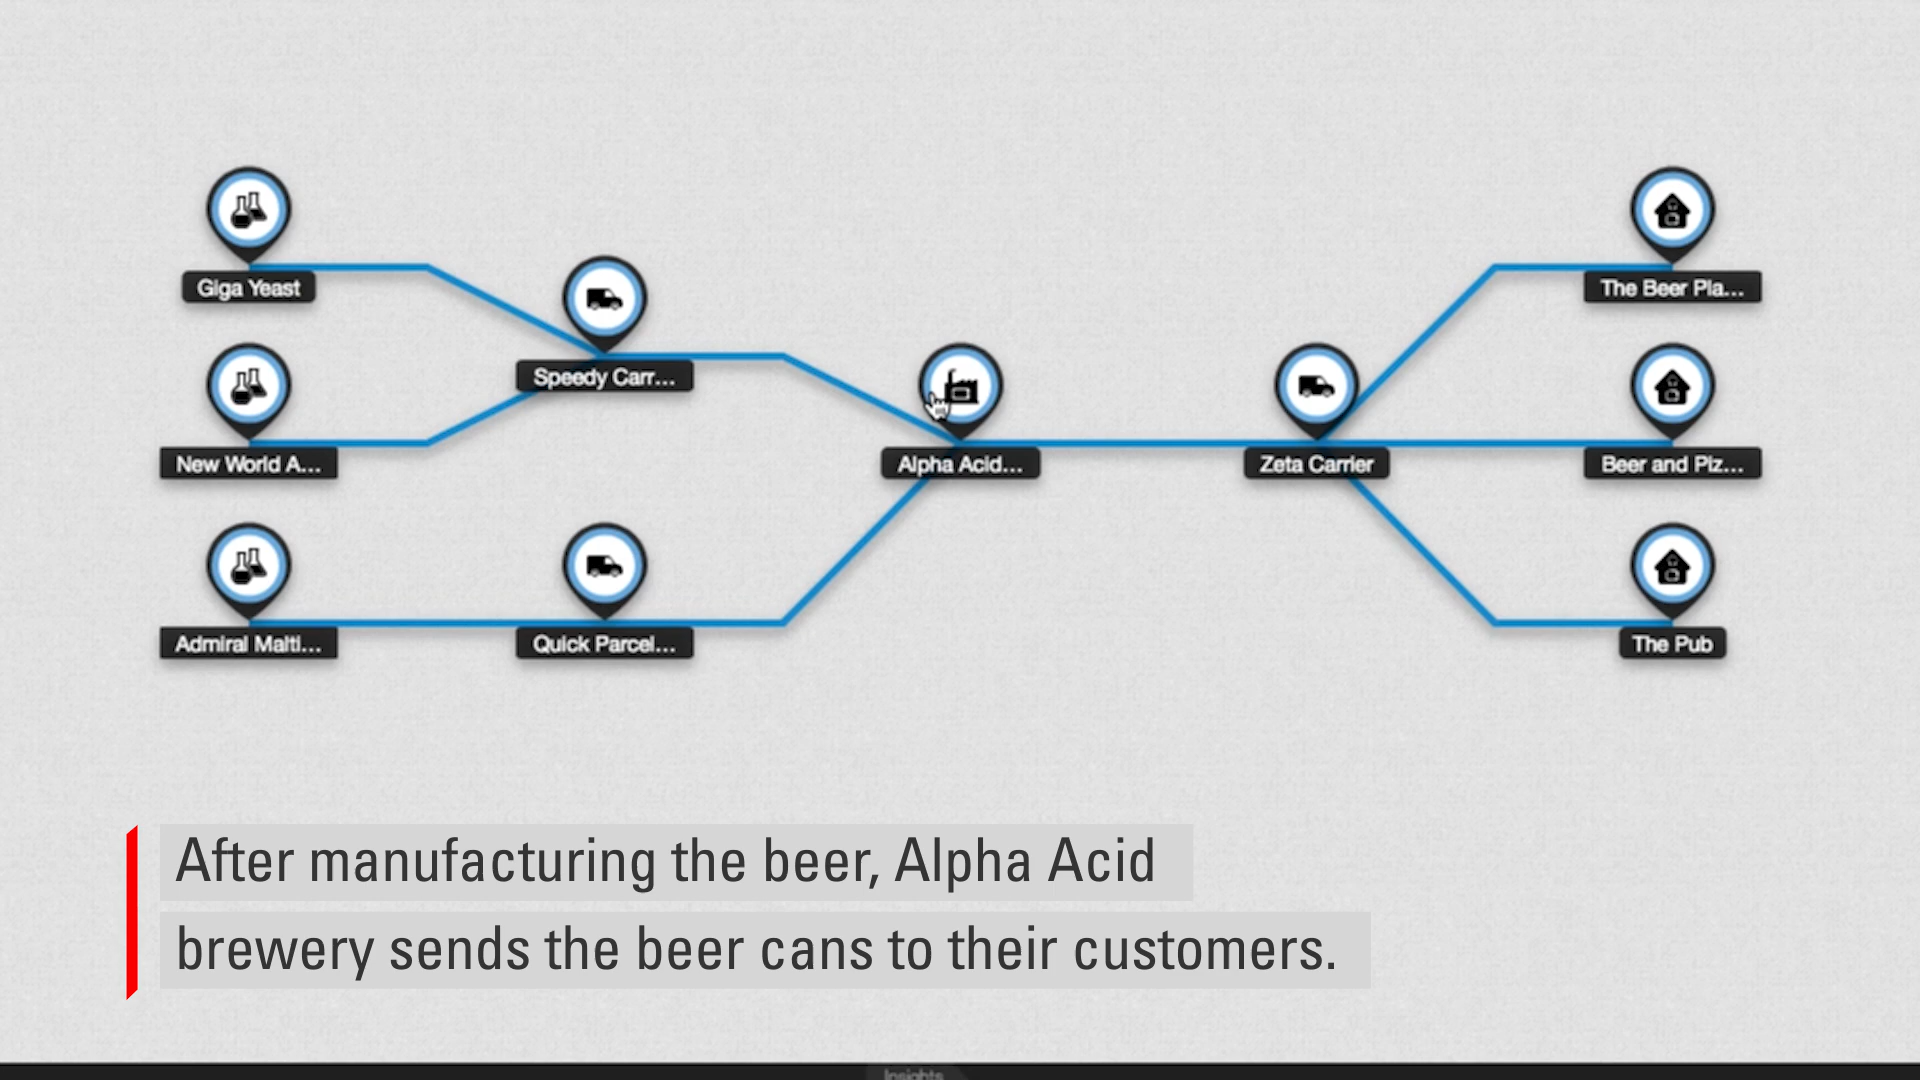 Giga Yeast
The Beer Pla...
Speedy Carr...
New World A...
Alpha Acid...
Zeta Carrier
Beer and Piz...
Admiral Malti...
Quick Parcel...
The Pub
After manufacturing the beer, Alpha Acid
brewery sends the beer cans to their customers.
Insights